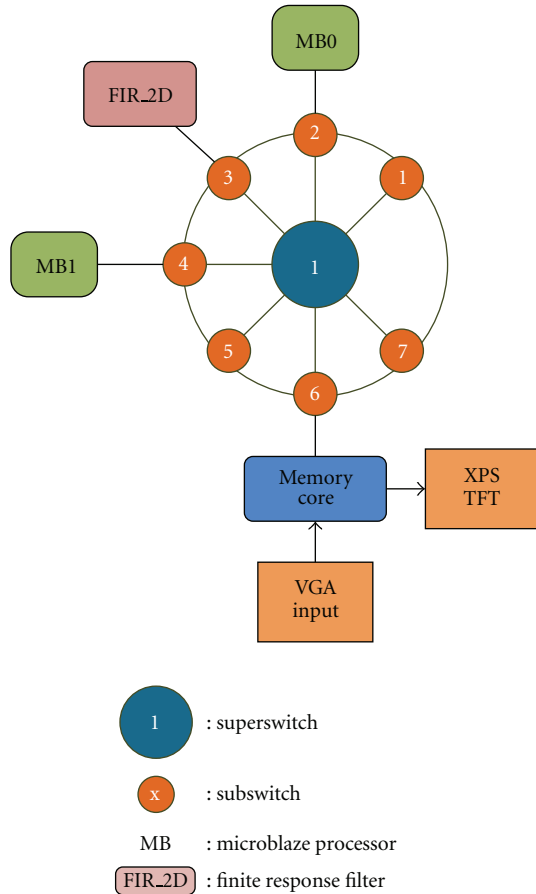 MB0
FIR_2D
2
3
1
MB1
4
1
5
7
6
Memory
core
XPS
TFT
VGA
input
1 : superswitch
x : subswitch
MB : microblaze processor
FIR_2D : finite response filter